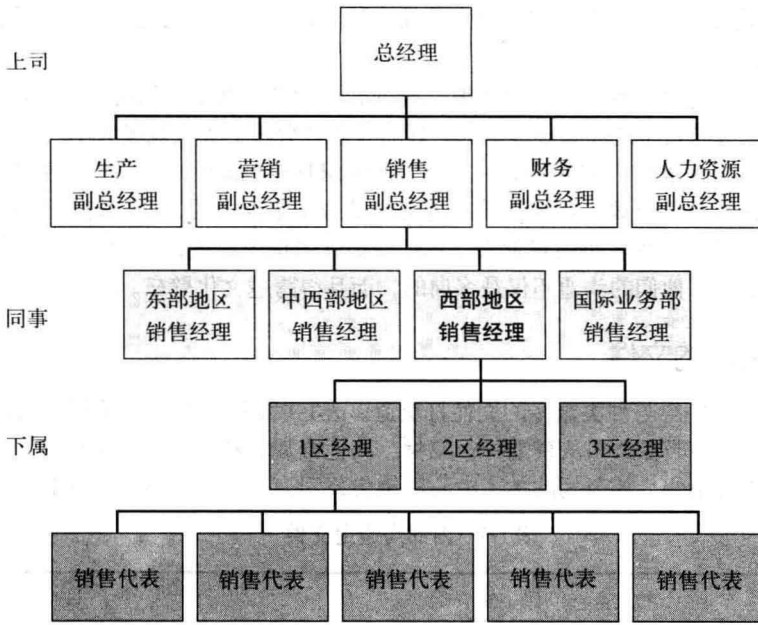 上司
总经理
生产
副总经理
营销
副总经理
销售
副总经理
财务
副总经理
人力资源
副总经理
同事
东部地区
销售经理
中西部地区
销售经理
西部地区
销售经理
国际业务部
销售经理
下属
1区经理
2区经理
3区经理
销售代表
销售代表
销售代表
销售代表
销售代表